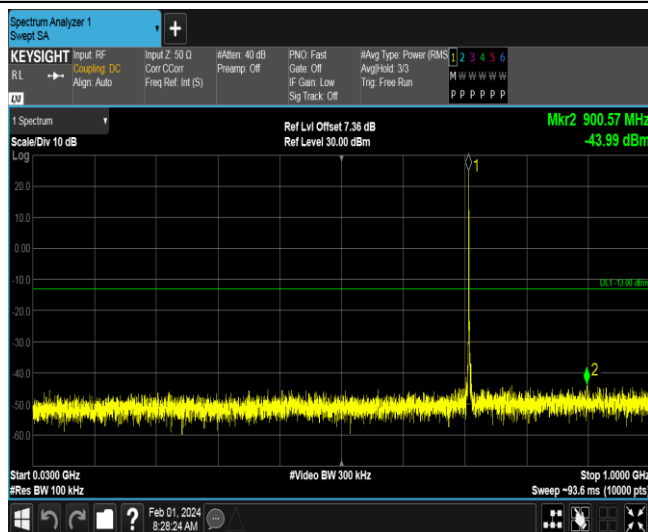 Spectrum Analyzer 1
Swept SA
+
KEYSIGHT
RL
LXI
Input: RF
Coupling: DC
Align: Auto
Input Z: 50 Ω
Corr CCorr
Freq Ref: Int (S)
#Atten: 40 dB
Preamp: Off
PNO: Fast
Gate: Off
IF Gain: Low
Sig Track: Off
#Avg Type: Power (RMS
Avg|Hold: 3/3
Trig: Free Run
1 2 3 4 5 6
M W W W W W
P P P P P P
1 Spectrum
Scale/Div 10 dB
Ref Lvl Offset 7.36 dB
Ref Level 30.00 dBm
Mkr2 900.57 MHz
-43.99 dBm
Log
1
20.0
10.0
0.00
-10.0
DL1 -13.00 dBm
-20.0
-30.0
-40.0
2
-50.0
-60.0
Start 0.0300 GHz
#Video BW 300 kHz
Stop 1.0000 GHz
#Res BW 100 kHz
Sweep ~93.6 ms (10000 pts)
?
Feb 01, 2024
8:28:24 AM